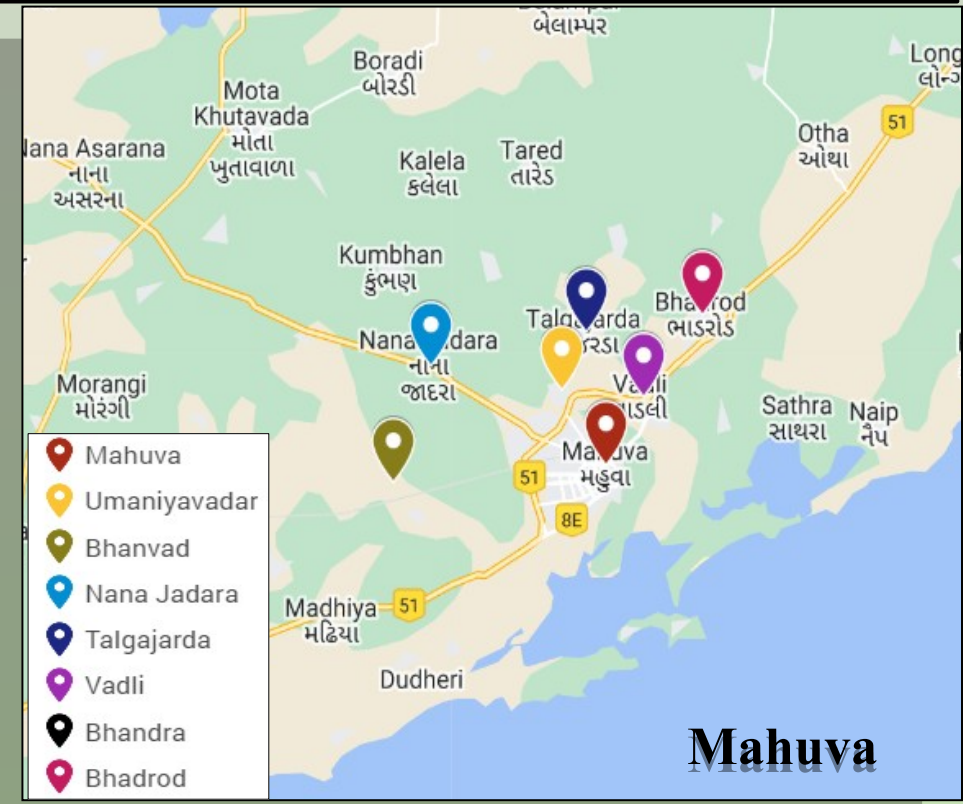 બેલામ્પર
Boradi
બોરડી
Long
લોન્ગ
Mota
Khutavada
મોતા
ખુતાવાળા
51
Otha
ઓથા
Nana Asarana
નાના
અસરના
Kalela
કલેલા
Tared
તારેડ
Kumbhan
કુંભણ
Talgajarda
Bhadrod
ભાડરોડ
Nana Jadara
નાના
જાદરા
Morangi
મોરંગી
Vadli
Sathra
સાથરા
Naip
નૈપ
Mahuva
મહુવા
51
8E
Madhiya
મઢિયા
51
Dudheri
Mahuva
Umaniyavadar
Bhanvad
Nana Jadara
Talgajarda
Vadli
Bhandra
Bhadrod
Mahuva